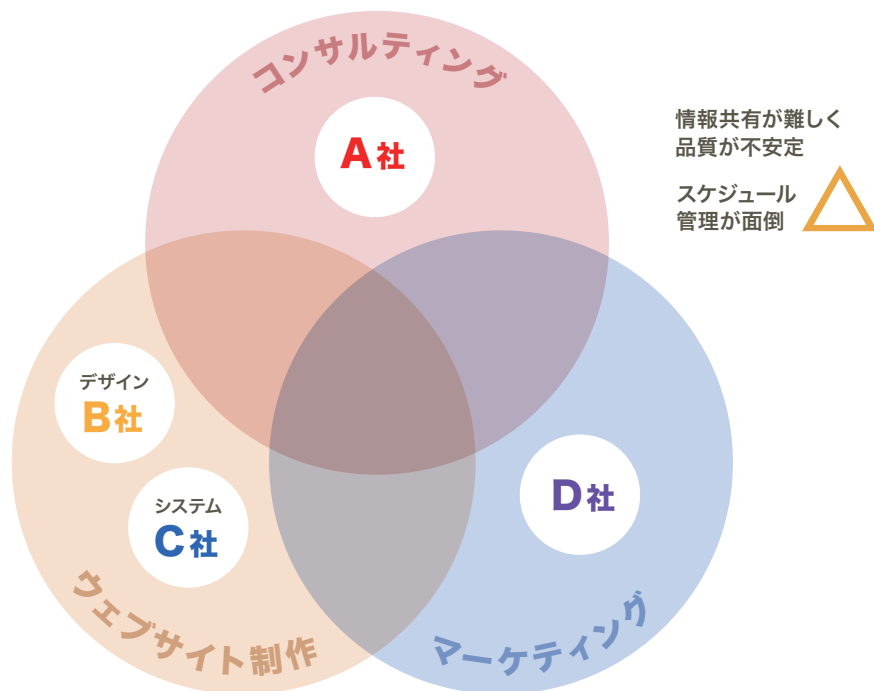 コンサルティング
A社
情報共有が難しく
品質が不安定
スケジュール
管理が面倒
デザイン
B社
システム
C社
D社
ウェブサイト制作
マーケティング